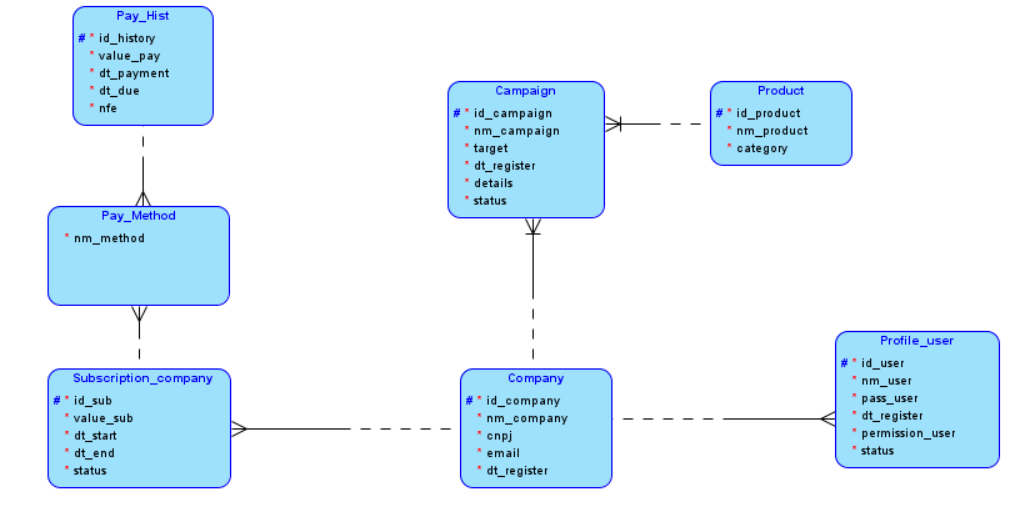 Pay_Hist
# * id_history
* value_pay
* dt_payment
* dt_due
* nfe
Campaign
# * id_campaign
* nm_campaign
* target
* dt_register
* details
* status
Product
# * id_product
* nm_product
* category
Pay_Method
* nm_method
Subscription_company
# * id_sub
* value_sub
* dt_start
* dt_end
* status
Company
# * id_company
* nm_company
* cnpj
* email
* dt_register
Profile_user
# * id_user
* nm_user
* pass_user
* dt_register
* permission_user
* status